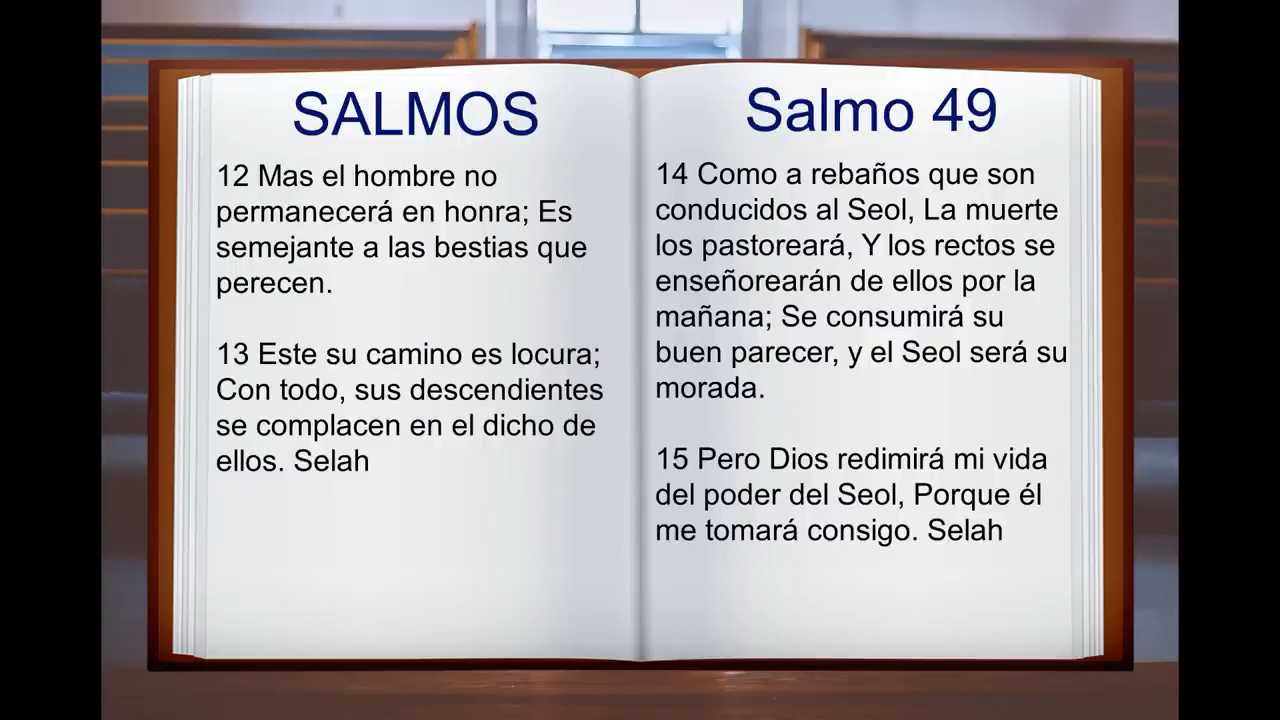 SALMOS
12 Mas el hombre no
permanecerá en honra; Es
semejante a las bestias que
perecen.
13 Este su camino es locura;
Con todo, sus descendientes
se complacen en el dicho de
ellos. Selah
Salmo 49
14 Como a rebaños que son
conducidos al Seol, La muerte
los pastoreará, Y los rectos se
enseñorearán de ellos por la
mañana; Se consumirá su
buen parecer, y el Seol será su
morada.
15 Pero Dios redimirá mi vida
del poder del Seol, Porque él
me tomará consigo. Selah